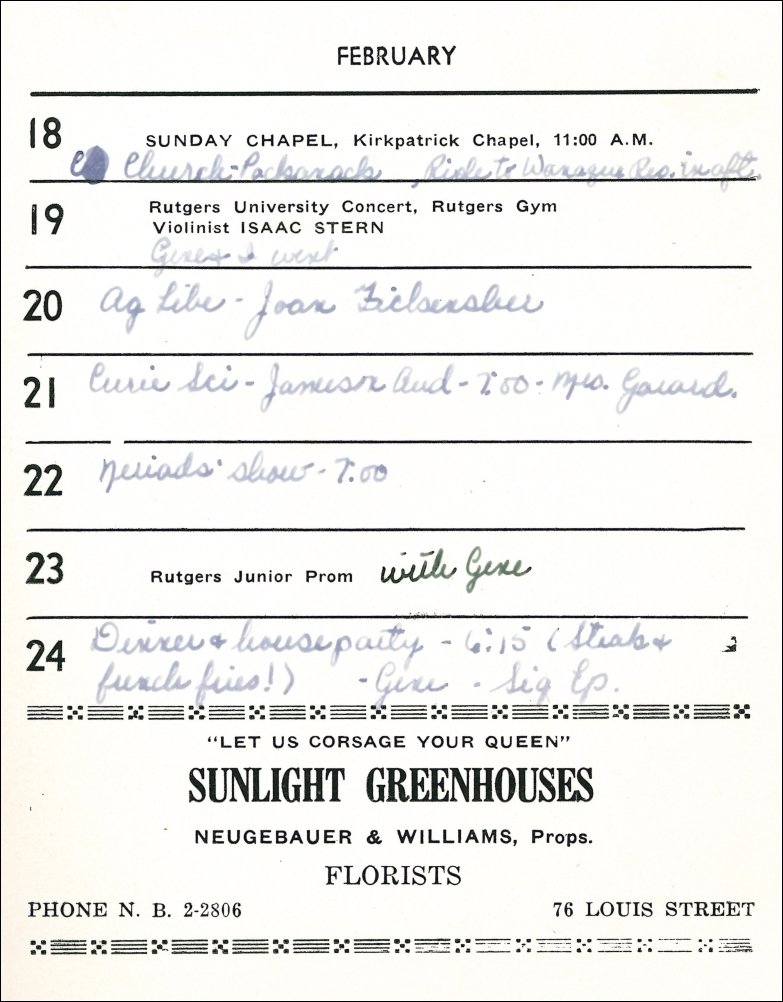 FEBRUARY
18 SUNDAY CHAPEL, Kirkpatrick Chapel, 11:00 A.M.
Church - Packanack Ride to Wanaque Res. in aft.
19 Rutgers University Concert, Rutgers Gym
Violinist ISAAC STERN
Gene & I went
20 Ag Libe - Joan
21 Curie Sci - Jameson Aud - 7:00 - Mrs. Garard.
22 Neriads' show - 7:00
23 Rutgers Junior Prom with Gene
24 Dinner & house party - 6:15 (Steak &
french fries!) - Gene - Sig Ep.
"LET US CORSAGE YOUR QUEEN"
SUNLIGHT GREENHOUSES
NEUGEBAUER & WILLIAMS, Props.
FLORISTS
PHONE N. B. 2-2806 76 LOUIS STREET